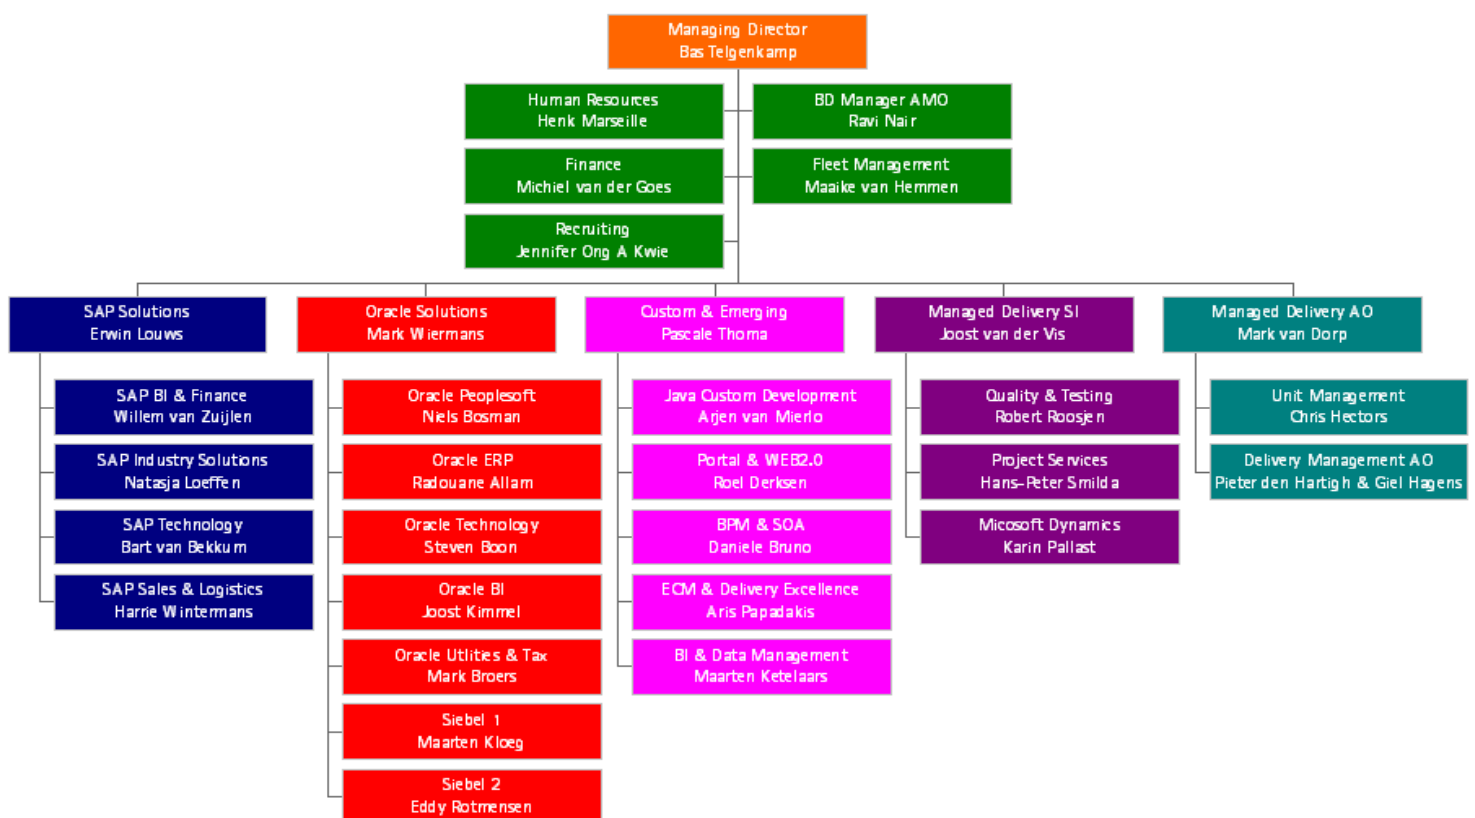 Managing Director
Bas Telgenkamp
Human Resources
Henk Marseille
BD Manager AMO
Ravi Nair
Finance
Michiel van der Goes
Fleet Management
Maaike van Hemmen
Recruiting
Jennifer Ong A Kwie
SAP Solutions
Erwin Louws
Oracle Solutions
Mark Wiermans
Custom & Emerging
Pascale Thoma
Managed Delivery SI
Joost van der Vis
Managed Delivery AO
Mark van Dorp
SAP BI & Finance
Willem van Zuijlen
SAP Industry Solutions
Natasja Loeffen
SAP Technology
Bart van Bekkum
SAP Sales & Logistics
Harrie Wintermans
Oracle Peoplesoft
Niels Bosman
Oracle ERP
Radouane Allam
Oracle Technology
Steven Boon
Oracle BI
Joost Kimmel
Oracle Utlities & Tax
Mark Broers
Siebel 1
Maarten Kloeg
Siebel 2
Eddy Rotmensen
Java Custom Development
Arjen van Mierlo
Portal & WEB2.0
Roel Derksen
BPM & SOA
Daniele Bruno
ECM & Delivery Excellence
Aris Papadakis
BI & Data Management
Maarten Ketelaars
Quality & Testing
Robert Roosjen
Project Services
Hans-Peter Smilda
Micosoft Dynamics
Karin Pallast
Unit Management
Chris Hectors
Delivery Management AO
Pieter den Hartigh & Giel Hagens